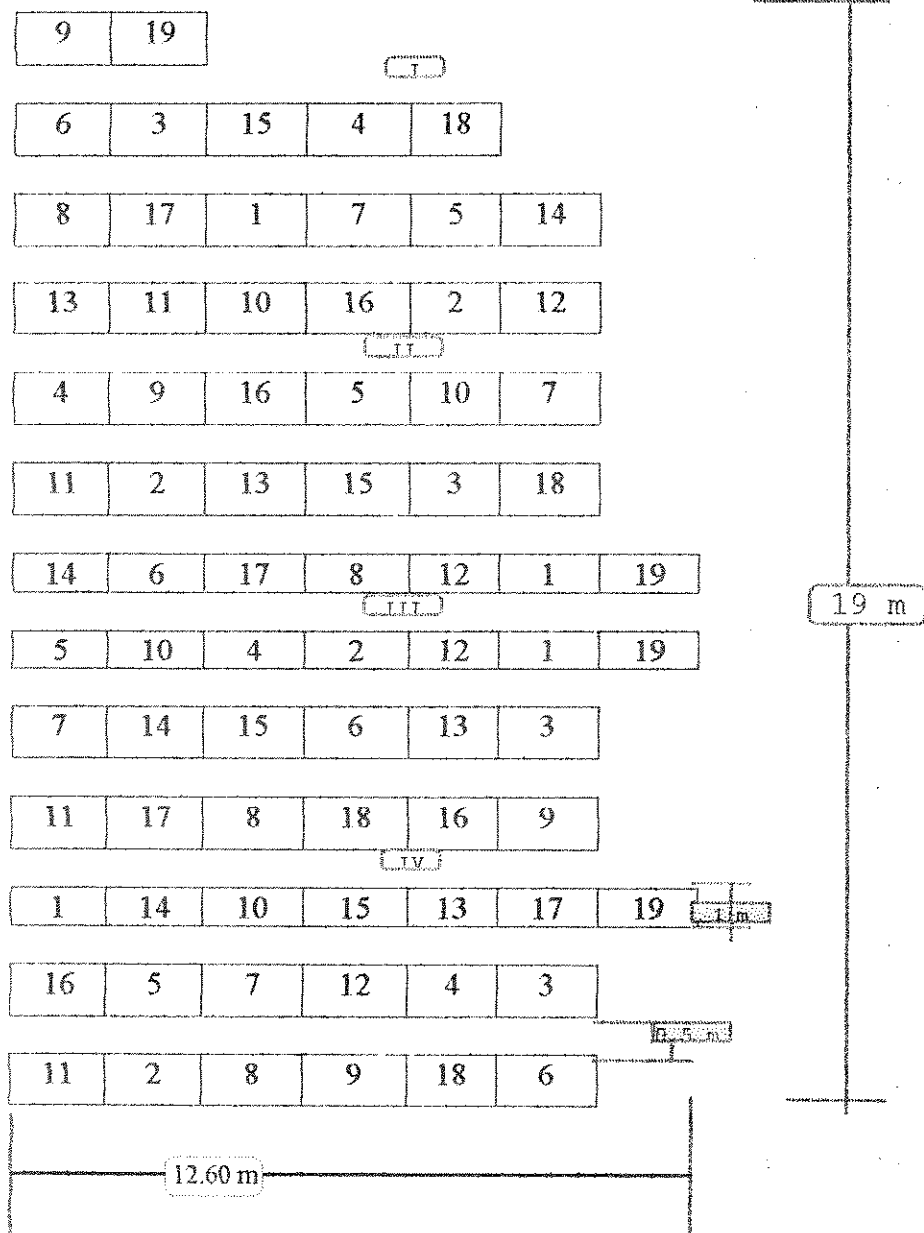 9 19
I
6 3 15 4 18
8 17 1 7 5 14
13 11 10 16 2 12
II
4 9 16 5 10 7
11 2 13 15 3 18
14 6 17 8 12 1 19
III
19 m
5 10 4 2 12 1 19
7 14 15 6 13 3
11 17 8 18 16 9
IV
1 14 10 15 13 17 19
1 m
16 5 7 12 4 3
0.5 m
11 2 8 9 18 6
12.60 m